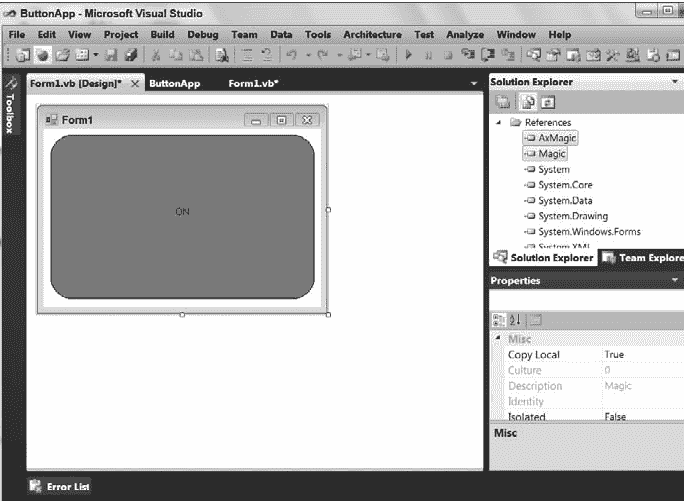 ButtonApp - Microsoft Visual Studio
File Edit View Project Build Debug Team Data Tools Architecture Test Analyze Window Help
Form1.vb [Design]* ButtonApp Form1.vb*
Toolbox
Form1
ON
Solution Explorer
References
AxMagic
Magic
System
System.Core
System.Data
System.Drawing
System.Windows.Forms
System.XML
Solution Explorer Team Explore
Properties
Misc
Copy Local True
Culture 0
Description Magic
Identity
Isolated False
Misc
Error List